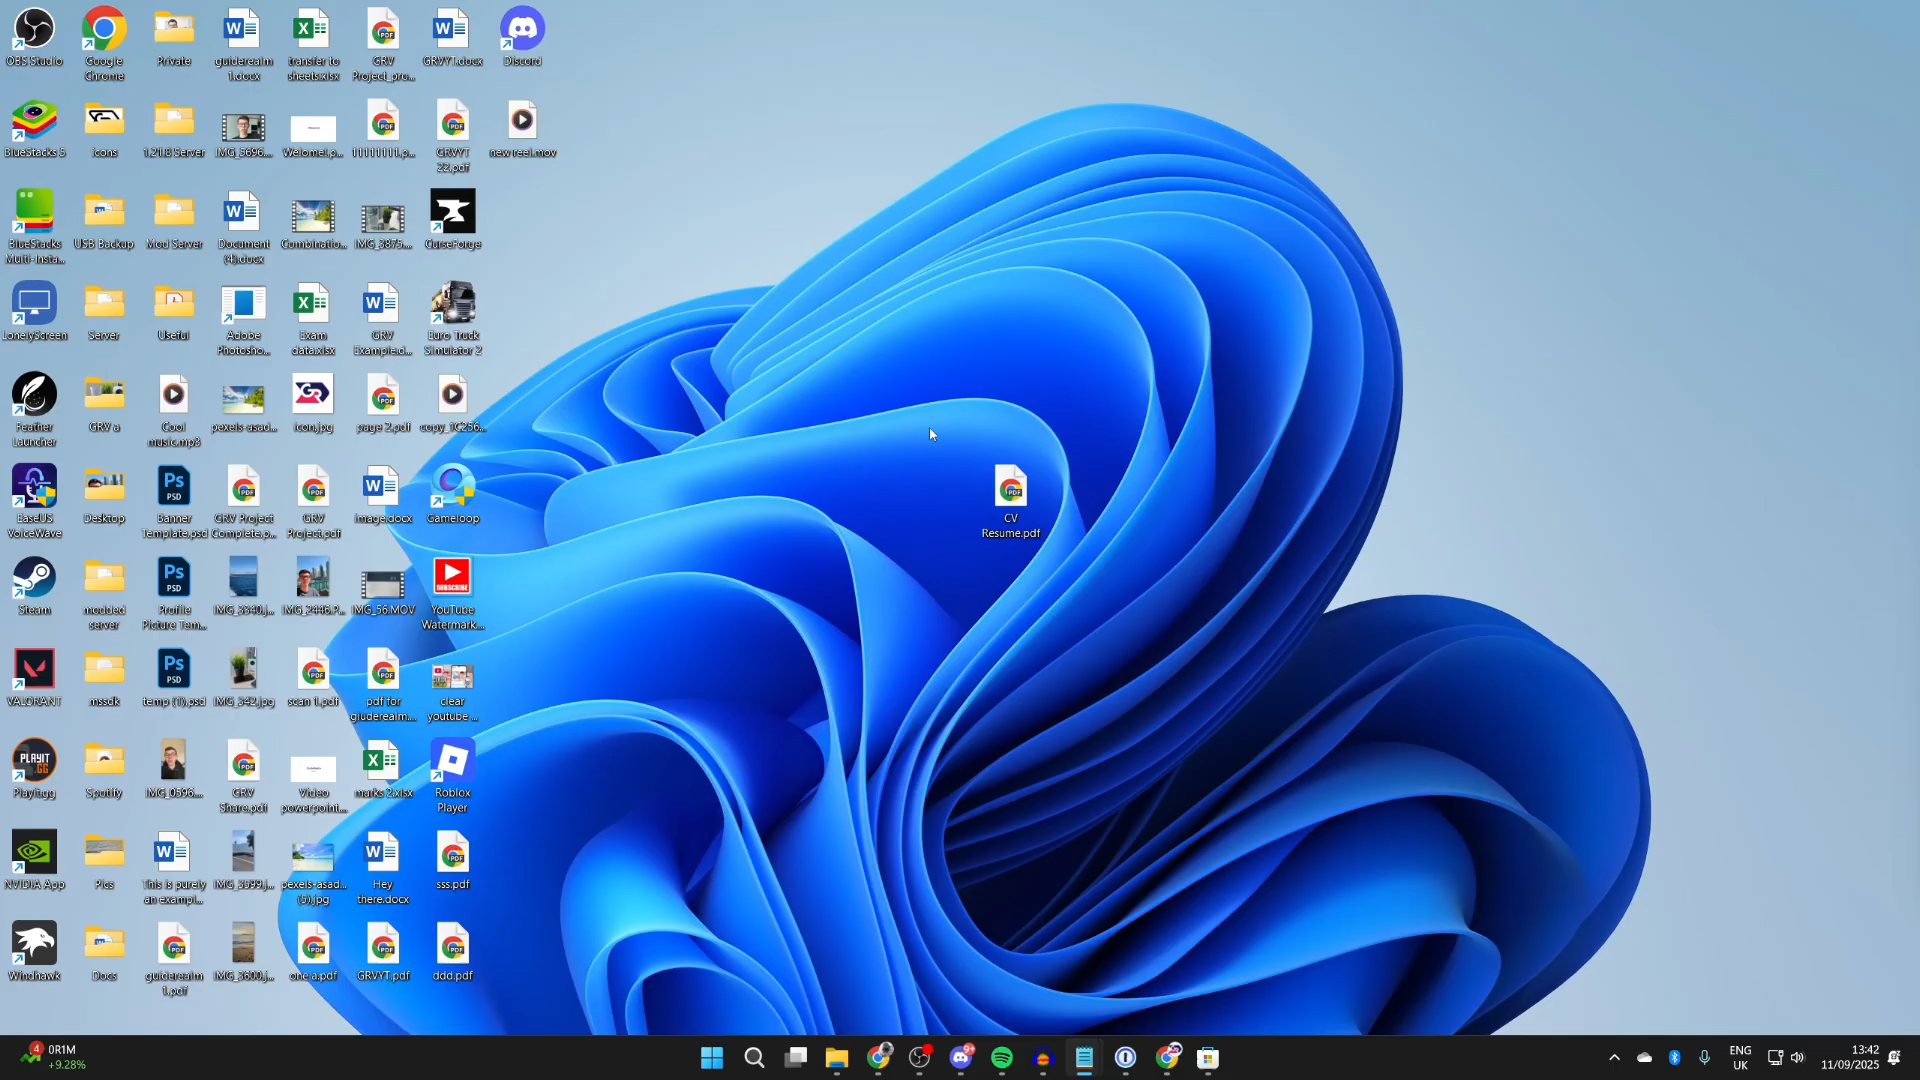 OBS Studio
Google
Chrome
Private
guiderealm
1.docx
transfer to
sheets.xlsx
GRV
Project_pro...
GRVYT.docx
Discord
BlueStacks 5
Icons
1.21.8 Server
IMG_5696....
Welome!.p...
11111111.p...
GRVYT
22.pdf
new reel.mov
BlueStacks
Multi-Insta...
USB Backup
Mod Server
Document
(4).docx
Combinatio...
IMG_3875....
CurseForge
LonelyScreen
Server
Useful
Adobe
Photosho...
Exam
data.xlsx
GRV
Example.d...
Euro Truck
Simulator 2
Feather
Launcher
GRV a
Cool
music.mp3
pexels-asad...
icon.jpg
page 2.pdf
copy_1C256...
EaseUS
VoiceWave
Desktop
Banner
Template.psd
GRV Project
Complete.p...
GRV
Project.pdf
image.docx
Gameloop
CV
Resume.pdf
Steam
modded
server
Profile
Picture Tem...
IMG_3340.j...
IMG_2446.P...
IMG_56.MOV
YouTube
Watermark...
VALORANT
mssdk
temp (1).psd
IMG_342.jpg
scan 1.pdf
pdf for
giuderealm....
clear
youtube ...
Playit.gg
Spotify
IMG_0596....
GRV
Share.pdf
Video
powerpoint...
marks 2.xlsx
Roblox
Player
NVIDIA App
Pics
This is purely
an exampl...
IMG_3599.j...
pexels-asad...
(5).jpg
Hey
there.docx
sss.pdf
Windhawk
Docs
guiderealm
1.pdf
IMG_3600.j...
one a.pdf
GRVYT.pdf
ddd.pdf
4
0R1M
+9.28%
9+
ENG
UK
13:42
11/09/2025